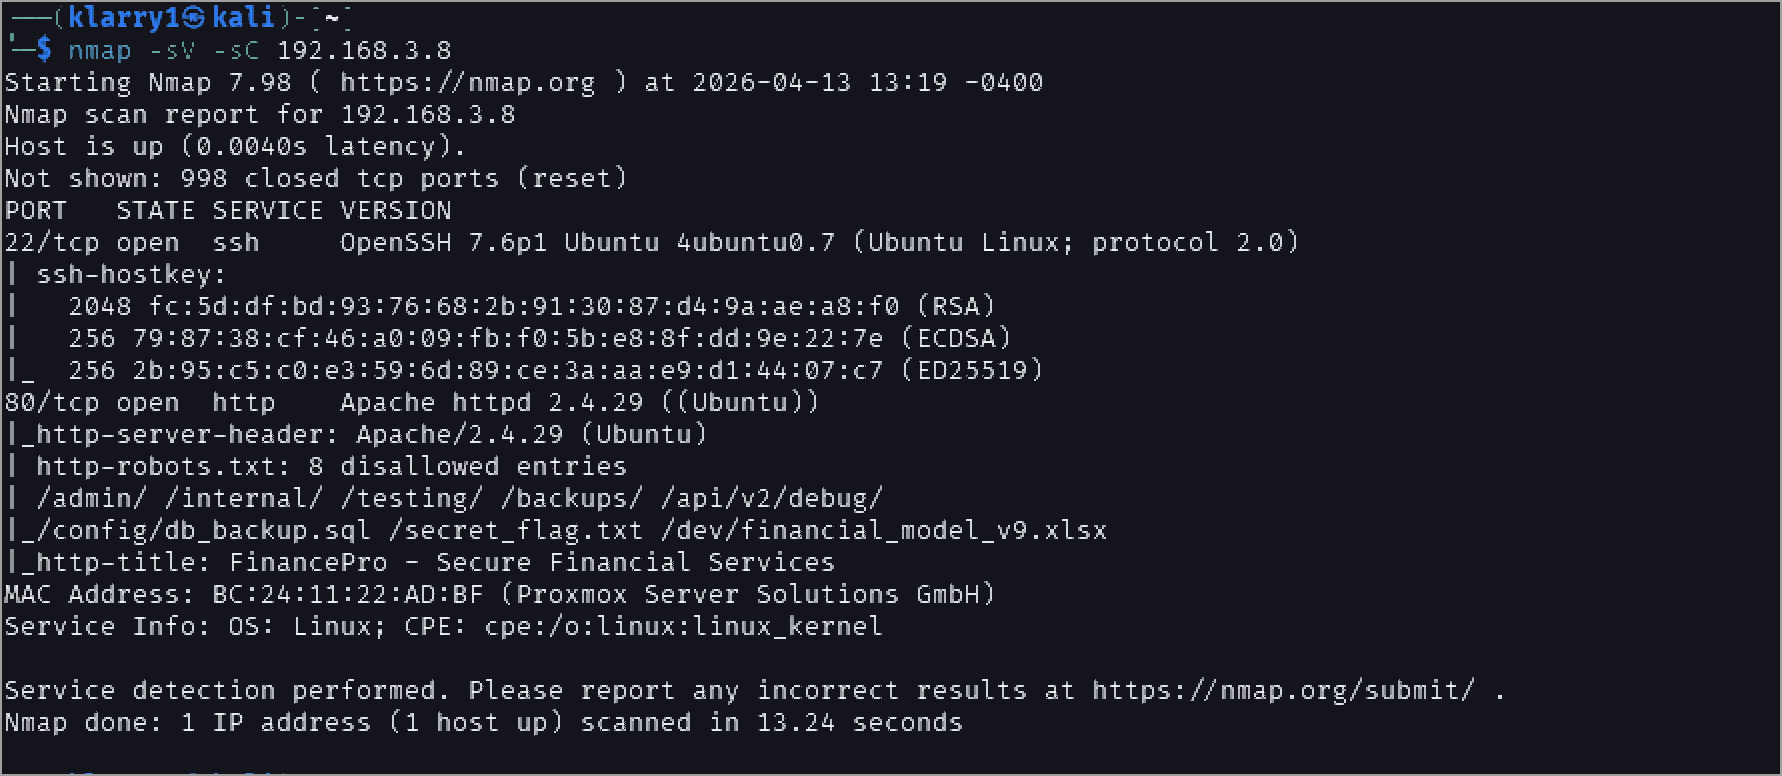 ──(klarry1㉿kali)-[~]
└─$ nmap -sV -sC 192.168.3.8
Starting Nmap 7.98 ( https://nmap.org ) at 2026-04-13 13:19 -0400
Nmap scan report for 192.168.3.8
Host is up (0.0040s latency).
Not shown: 998 closed tcp ports (reset)
PORT   STATE SERVICE VERSION
22/tcp open  ssh     OpenSSH 7.6p1 Ubuntu 4ubuntu0.7 (Ubuntu Linux; protocol 2.0)
| ssh-hostkey:
|   2048 fc:5d:df:bd:93:76:68:2b:91:30:87:d4:9a:ae:a8:f0 (RSA)
|   256 79:87:38:cf:46:a0:09:fb:f0:5b:e8:8f:dd:9e:22:7e (ECDSA)
|_  256 2b:95:c5:c0:e3:59:6d:89:ce:3a:aa:e9:d1:44:07:c7 (ED25519)
80/tcp open  http    Apache httpd 2.4.29 ((Ubuntu))
|_http-server-header: Apache/2.4.29 (Ubuntu)
| http-robots.txt: 8 disallowed entries
| /admin/ /internal/ /testing/ /backups/ /api/v2/debug/
|_/config/db_backup.sql /secret_flag.txt /dev/financial_model_v9.xlsx
|_http-title: FinancePro - Secure Financial Services
MAC Address: BC:24:11:22:AD:BF (Proxmox Server Solutions GmbH)
Service Info: OS: Linux; CPE: cpe:/o:linux:linux_kernel
Service detection performed. Please report any incorrect results at https://nmap.org/submit/ .
Nmap done: 1 IP address (1 host up) scanned in 13.24 seconds